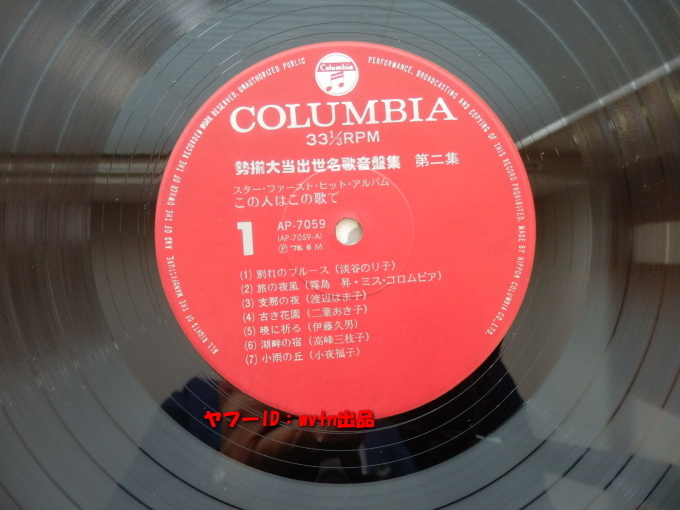 ALL RIGHTS OF THE MANUFACTURER AND OF THE OWNER OF THE RECORDED WORK RESERVED. UNAUTHORIZED PUBLIC PERFORMANCE, BROADCASTING AND COPYING OF THIS RECORD PROHIBITED. MADE BY NIPPON COLUMBIA CO., LTD.
Columbia
COLUMBIA
33⅓RPM
勢揃大当出世名歌音盤集 第二集
スター・ファースト・ヒット・アルバム
この人はこの歌で
1
AP-7059
(AP-7059-A)
Ⓟ '76. 6 M
(1) 別れのブルース (淡谷のり子)
(2) 旅の夜風 (霧島 昇・ミス・コロムビア)
(3) 支那の夜 (渡辺はま子)
(4) 古き花園 (二葉あき子)
(5) 暁に祈る (伊藤久男)
(6) 湖畔の宿 (高峰三枝子)
(7) 小雨の丘 (小夜福子)
ヤフーID：mvin出品